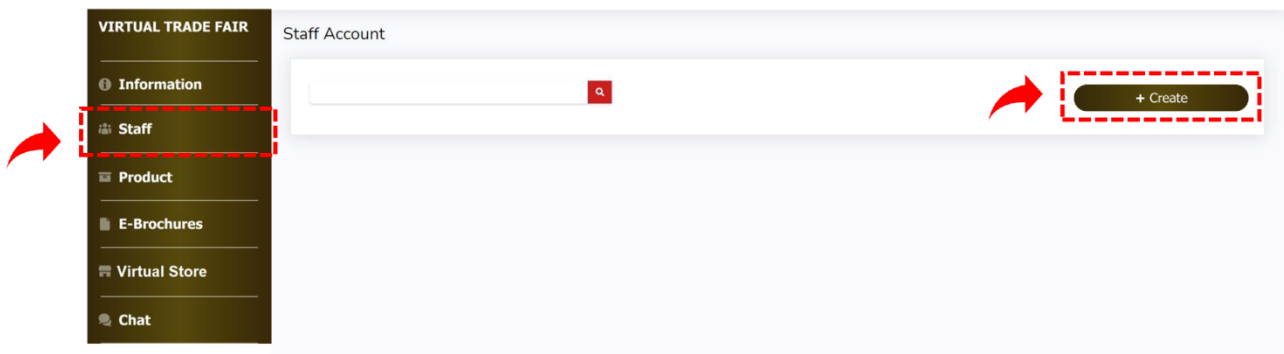 VIRTUAL TRADE FAIR
Information
Staff
Product
E-Brochures
Virtual Store
Chat
Staff Account
+ Create